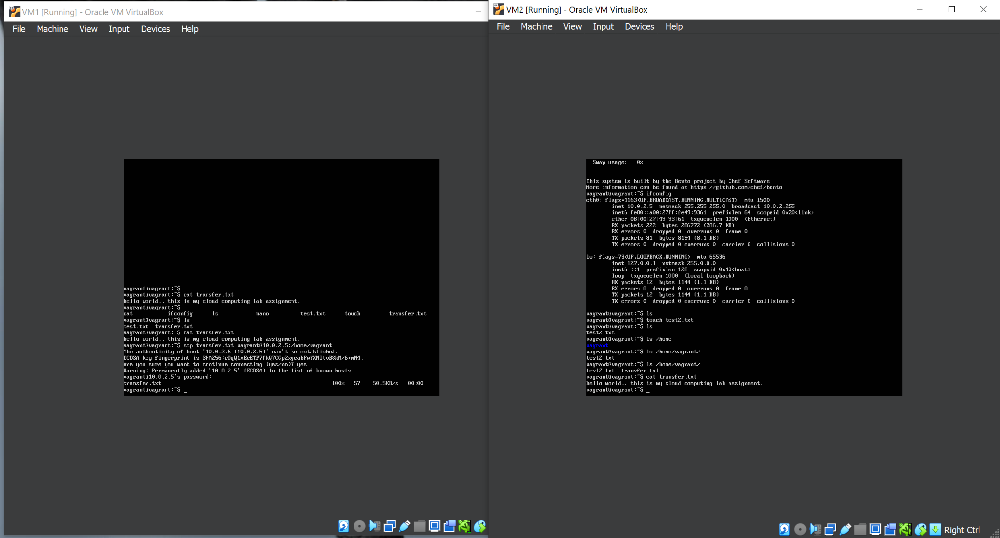 VM1 [Running] - Oracle VM VirtualBox
File Machine View Input Devices Help
vagrant@vagrant:~$
vagrant@vagrant:~$ cat transfer.txt
hello world.. this is my cloud computing lab assignment.
vagrant@vagrant:~$
cat ifconfig ls nano test.txt touch transfer.txt
vagrant@vagrant:~$ ls
test.txt transfer.txt
vagrant@vagrant:~$ cat transfer.txt
hello world.. this is my cloud computing lab assignment.
vagrant@vagrant:~$ scp transfer.txt vagrant@10.0.2.5:/home/vagrant
The authenticity of host '10.0.2.5 (10.0.2.5)' can't be established.
ECDSA key fingerprint is SHA256:cDqQ1xEeETP7fkQ7CGp2xgeabPwYXMItvB8kM/6+mM4.
Are you sure you want to continue connecting (yes/no)? yes
Warning: Permanently added '10.0.2.5' (ECDSA) to the list of known hosts.
vagrant@10.0.2.5's password:
transfer.txt 100% 57 50.5KB/s 00:00
vagrant@vagrant:~$ _
VM2 [Running] - Oracle VM VirtualBox
File Machine View Input Devices Help
Swap usage: 0%
This system is built by the Bento project by Chef Software
More information can be found at https://github.com/chef/bento
vagrant@vagrant:~$ ifconfig
eth0: flags=4163<UP,BROADCAST,RUNNING,MULTICAST> mtu 1500
inet 10.0.2.5 netmask 255.255.255.0 broadcast 10.0.2.255
inet6 fe80::a00:27ff:fe49:9361 prefixlen 64 scopeid 0x20<link>
ether 08:00:27:49:93:61 txqueuelen 1000 (Ethernet)
RX packets 222 bytes 286772 (286.7 KB)
RX errors 0 dropped 0 overruns 0 frame 0
TX packets 81 bytes 8194 (8.1 KB)
TX errors 0 dropped 0 overruns 0 carrier 0 collisions 0
lo: flags=73<UP,LOOPBACK,RUNNING> mtu 65536
inet 127.0.0.1 netmask 255.0.0.0
inet6 ::1 prefixlen 128 scopeid 0x10<host>
loop txqueuelen 1000 (Local Loopback)
RX packets 12 bytes 1144 (1.1 KB)
RX errors 0 dropped 0 overruns 0 frame 0
TX packets 12 bytes 1144 (1.1 KB)
TX errors 0 dropped 0 overruns 0 carrier 0 collisions 0
vagrant@vagrant:~$ ls
vagrant@vagrant:~$ touch test2.txt
vagrant@vagrant:~$ ls
test2.txt
vagrant@vagrant:~$ ls /home
vagrant
vagrant@vagrant:~$ ls /home/vagrant/
test2.txt
vagrant@vagrant:~$ ls /home/vagrant/
test2.txt transfer.txt
vagrant@vagrant:~$ cat transfer.txt
hello world.. this is my cloud computing lab assignment.
vagrant@vagrant:~$ _
Right Ctrl